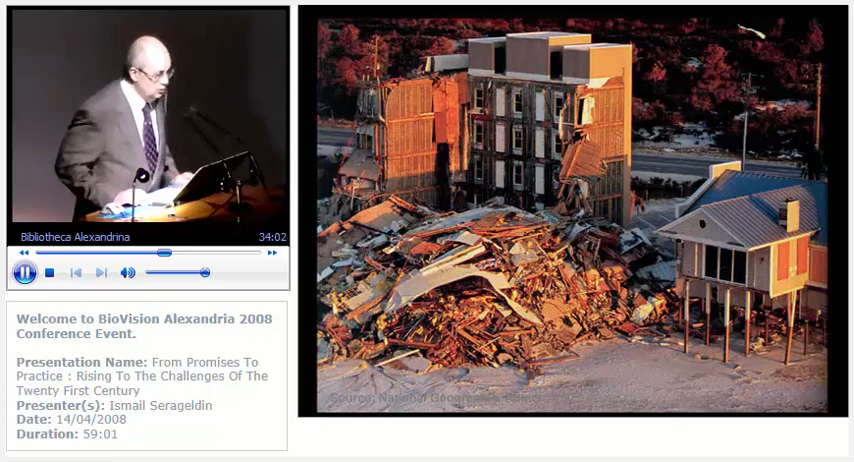 Bibliotheca Alexandrina 34:02
Welcome to BioVision Alexandria 2008
Conference Event.
Presentation Name: From Promises To
Practice : Rising To The Challenges Of The
Twenty First Century
Presenter(s): Ismail Serageldin
Date: 14/04/2008
Duration: 59:01
Source: National Geographic